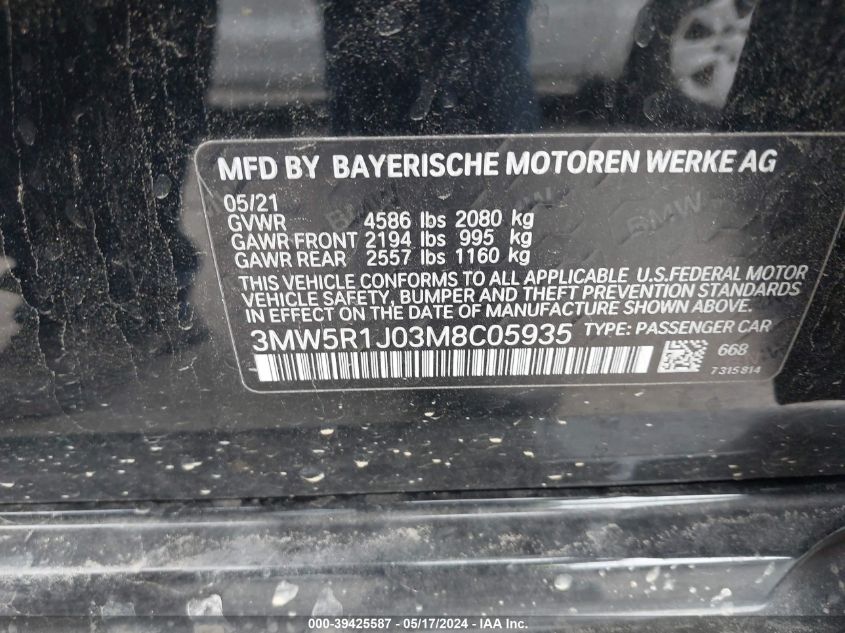 MFD BY BAYERISCHE MOTOREN WERKE AG
05/21
GVWR 4586 lbs 2080 kg
GAWR FRONT 2194 lbs 995 kg
GAWR REAR 2557 lbs 1160 kg
THIS VEHICLE CONFORMS TO ALL APPLICABLE U.S.FEDERAL MOTOR
VEHICLE SAFETY, BUMPER AND THEFT PREVENTION STANDARDS
IN EFFECT ON DATE OF MANUFACTURE SHOWN ABOVE.
3MW5R1J03M8C05935 TYPE: PASSENGER CAR
668
7315814
000-39425587 - 05/17/2024 - IAA Inc.